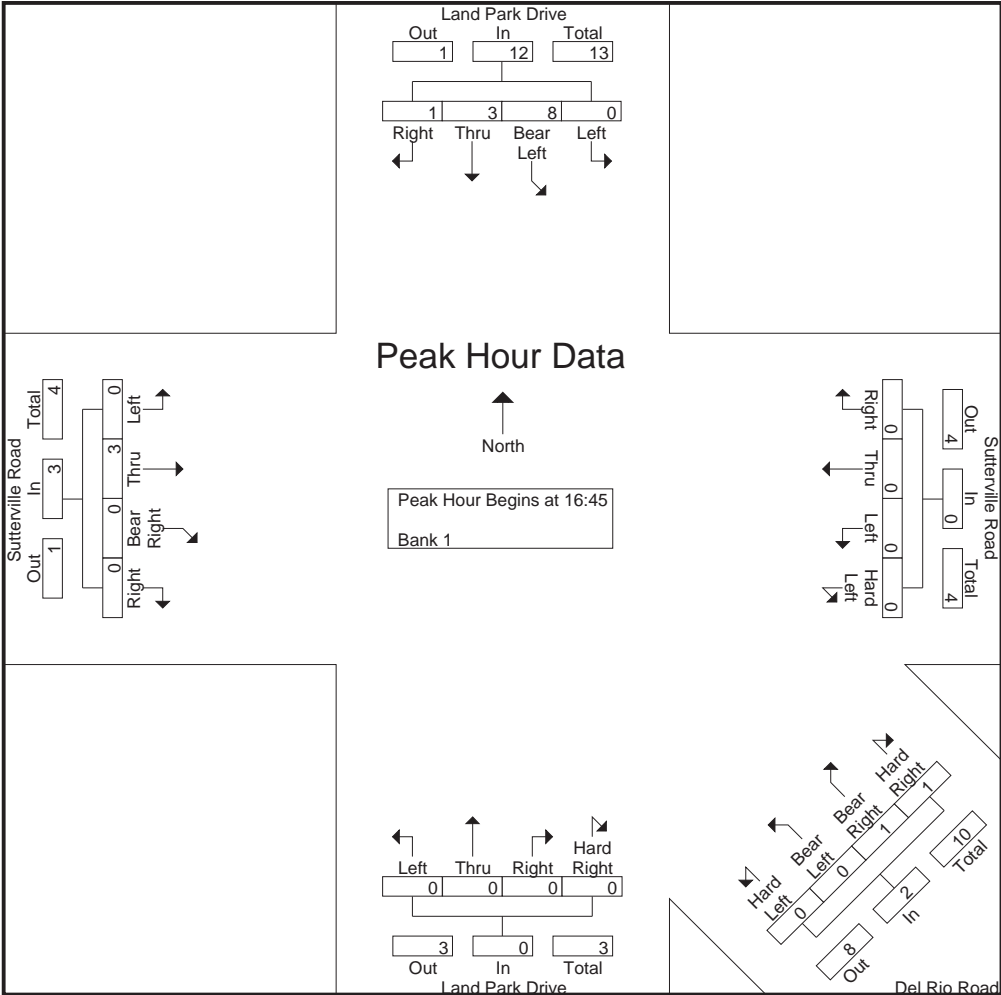 Land Park Drive
Out In Total
1 12 13
1 3 8 0
Right Thru Bear Left Left
Peak Hour Data
North
Peak Hour Begins at 16:45
Bank 1
Sutterville Road
Total In Out
4 3 1
0 3 0 0
Left Thru Bear Right Right
Sutterville Road
Out In Total
4 0 4
0 0 0 0
Right Thru Left Hard Left
Left Thru Right Hard Right
0 0 0 0
3 0 3
Out In Total
Land Park Drive
Hard Left Bear Left Bear Right Hard Right
0 0 1 1
8 2 10
Out In Total
Del Rio Road